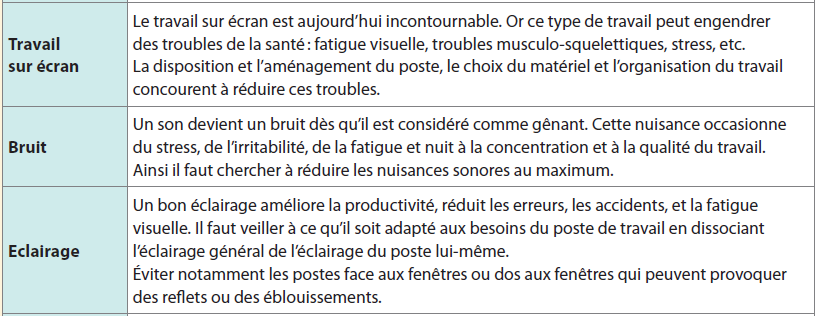 Travail
sur écran
Le travail sur écran est aujourd’hui incontournable. Or ce type de travail peut engendrer
des troubles de la santé : fatigue visuelle, troubles musculo-squelettiques, stress, etc.
La disposition et l’aménagement du poste, le choix du matériel et l’organisation du travail
concourent à réduire ces troubles.
Bruit
Un son devient un bruit dès qu’il est considéré comme gênant. Cette nuisance occasionne
du stress, de l’irritabilité, de la fatigue et nuit à la concentration et à la qualité du travail.
Ainsi il faut chercher à réduire les nuisances sonores au maximum.
Eclairage
Un bon éclairage améliore la productivité, réduit les erreurs, les accidents, et la fatigue
visuelle. Il faut veiller à ce qu’il soit adapté aux besoins du poste de travail en dissociant
l’éclairage général de l’éclairage du poste lui-même.
Éviter notamment les postes face aux fenêtres ou dos aux fenêtres qui peuvent provoquer
des reflets ou des éblouissements.